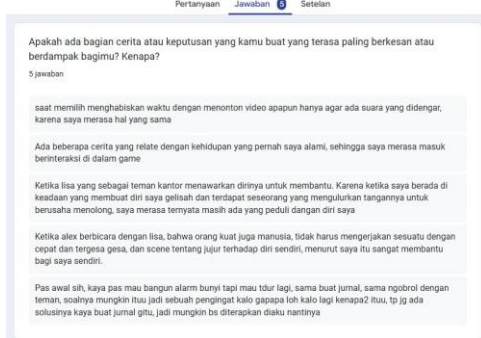 Pertanyaan Jawaban 5 Setelan
Apakah ada bagian cerita atau keputusan yang kamu buat yang terasa paling berkesan atau
berdampak bagimu? Kenapa?
5 jawaban
saat memilih menghabiskan waktu dengan menonton video apapun hanya agar ada suara yang didengar,
karena saya merasa hal yang sama
Ada beberapa cerita yang relate dengan kehidupan yang pernah saya alami, sehingga saya merasa masuk
berinteraksi di dalam game
Ketika lisa yang sebagai teman kantor menawarkan dirinya untuk membantu. Karena ketika saya berada di
keadaan yang membuat diri saya gelisah dan terdapat seseorang yang mengulurkan tangannya untuk
berusaha menolong, saya merasa ternyata masih ada yang peduli dangan diri saya
Ketika alex berbicara dengan lisa, bahwa orang kuat juga manusia, tidak harus mengerjakan sesuatu dengan
cepat dan tergesa gesa, dan scene tentang jujur terhadap diri sendiri, menurut saya itu sangat membantu
bagi saya sendiri.
Pas awal sih, kaya pas mau bangun alarm bunyi tapi mau tdur lagi, sama buat jurnal, sama ngobrol dengan
teman, soalnya mungkin ituu jadi sebuah pengingat kalo gapapa loh kalo lagi kenapa2 ituu, tp jg ada
solusinya kaya buat jurnal gitu, jadi mungkin bs diterapkan diaku nantinya